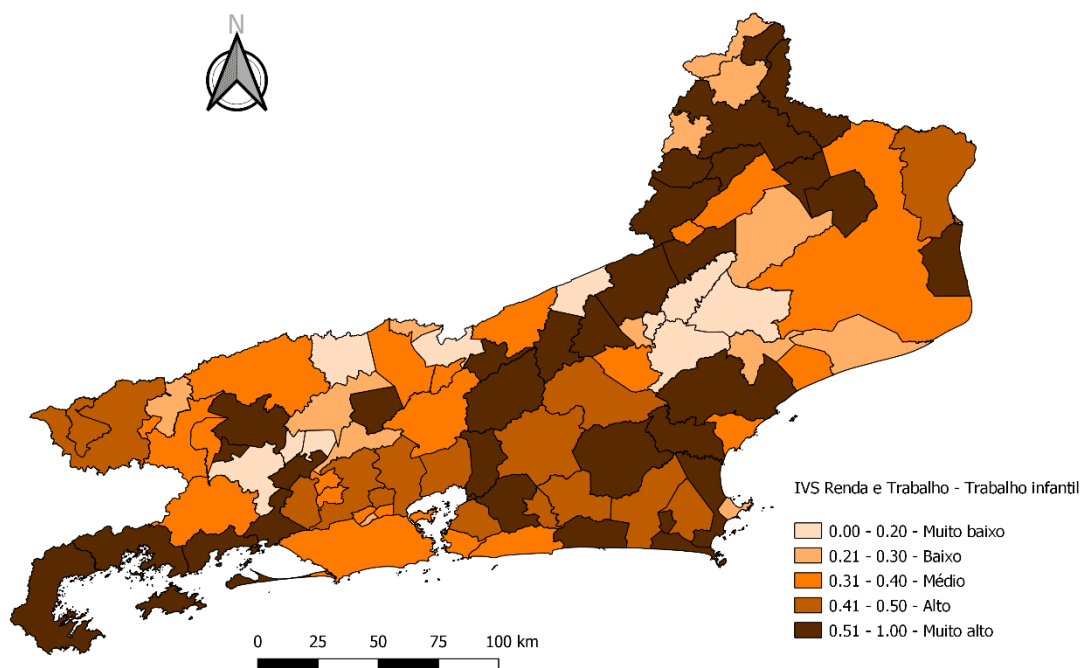 N
IVS Renda e Trabalho - Trabalho infantil
0.00 - 0.20 - Muito baixo
0.21 - 0.30 - Baixo
0.31 - 0.40 - Médio
0.41 - 0.50 - Alto
0.51 - 1.00 - Muito alto
0 25 50 75 100 km